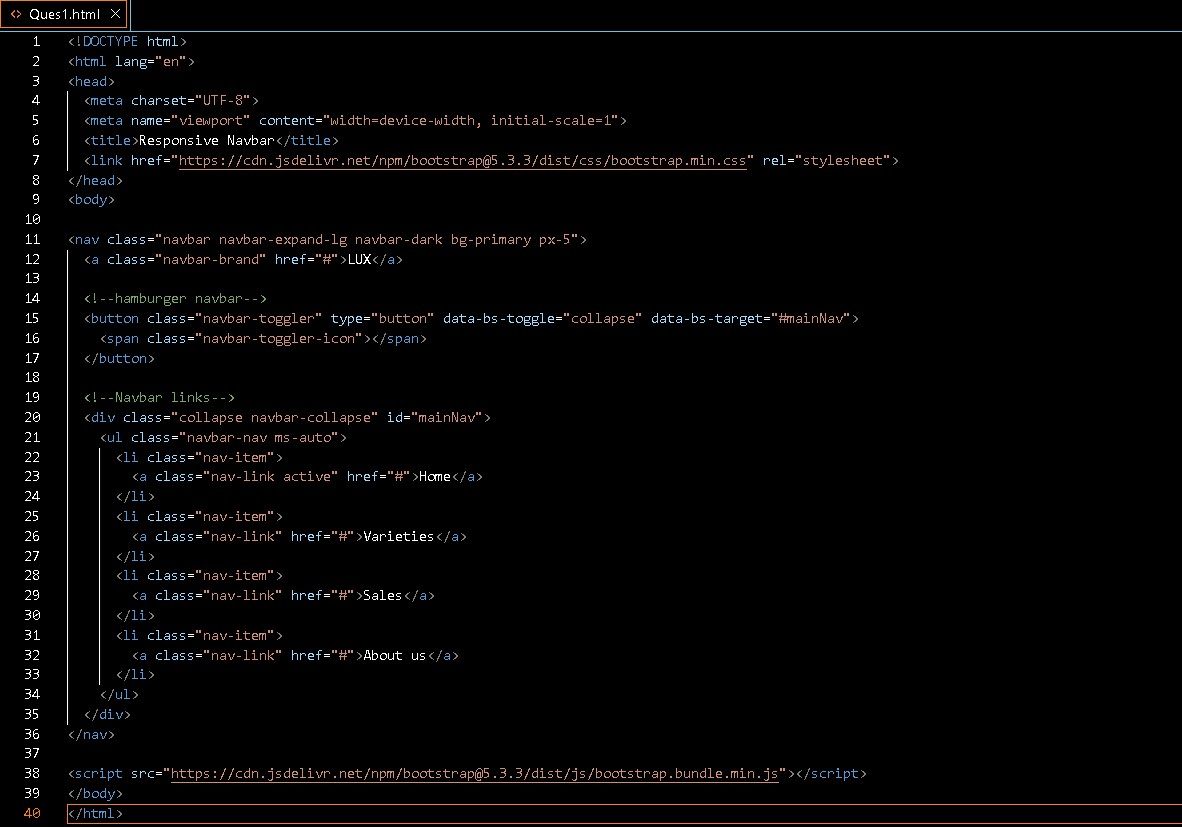 Ques1.html
1 <!DOCTYPE html>
2 <html lang="en">
3 <head>
4   <meta charset="UTF-8">
5   <meta name="viewport" content="width=device-width, initial-scale=1">
6   <title>Responsive Navbar</title>
7   <link href="https://cdn.jsdelivr.net/npm/bootstrap@5.3.3/dist/css/bootstrap.min.css" rel="stylesheet">
8 </head>
9 <body>
10
11 <nav class="navbar navbar-expand-lg navbar-dark bg-primary px-5">
12   <a class="navbar-brand" href="#">LUX</a>
13
14   <!--hamburger navbar-->
15   <button class="navbar-toggler" type="button" data-bs-toggle="collapse" data-bs-target="#mainNav">
16     <span class="navbar-toggler-icon"></span>
17   </button>
18
19   <!--Navbar links-->
20   <div class="collapse navbar-collapse" id="mainNav">
21     <ul class="navbar-nav ms-auto">
22       <li class="nav-item">
23         <a class="nav-link active" href="#">Home</a>
24       </li>
25       <li class="nav-item">
26         <a class="nav-link" href="#">Varieties</a>
27       </li>
28       <li class="nav-item">
29         <a class="nav-link" href="#">Sales</a>
30       </li>
31       <li class="nav-item">
32         <a class="nav-link" href="#">About us</a>
33       </li>
34     </ul>
35   </div>
36 </nav>
37
38 <script src="https://cdn.jsdelivr.net/npm/bootstrap@5.3.3/dist/js/bootstrap.bundle.min.js"></script>
39 </body>
40 </html>